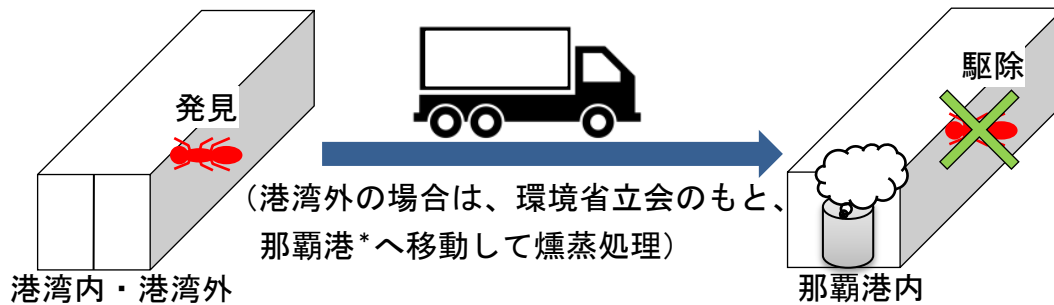 発見
駆除
(港湾外の場合は、環境省立会のもと、
那覇港*へ移動して燻蒸処理)
港湾内・港湾外
那覇港内